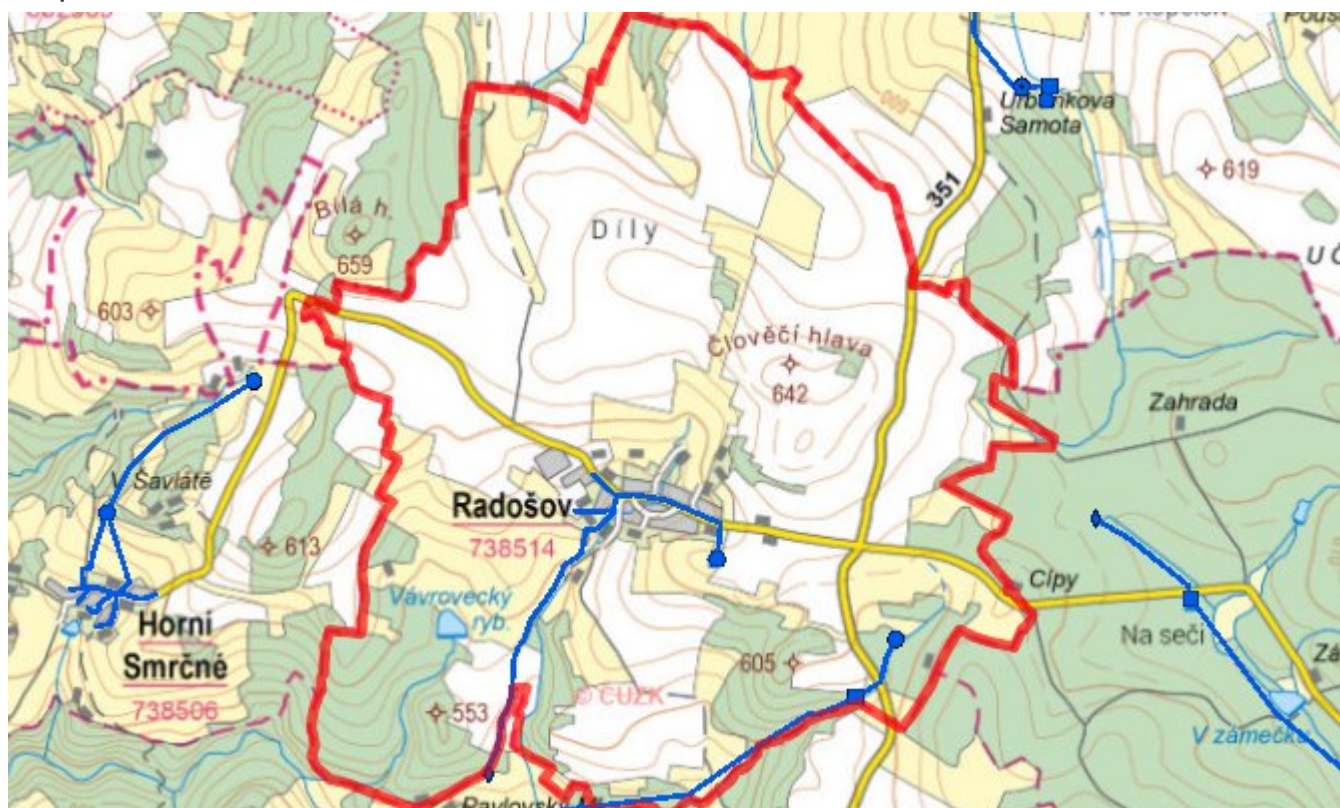 Bílá h.
659
603
Díly
351
Urbánkova
Samota
619
Člověčí hlava
642
Zahrada
V Šavlátě
Radošov
738514
613
Vávrovecký
ryb.
Cípy
Na seči
Horní
Smrčné
738506
605
© ČÚZK
553
V zámečku